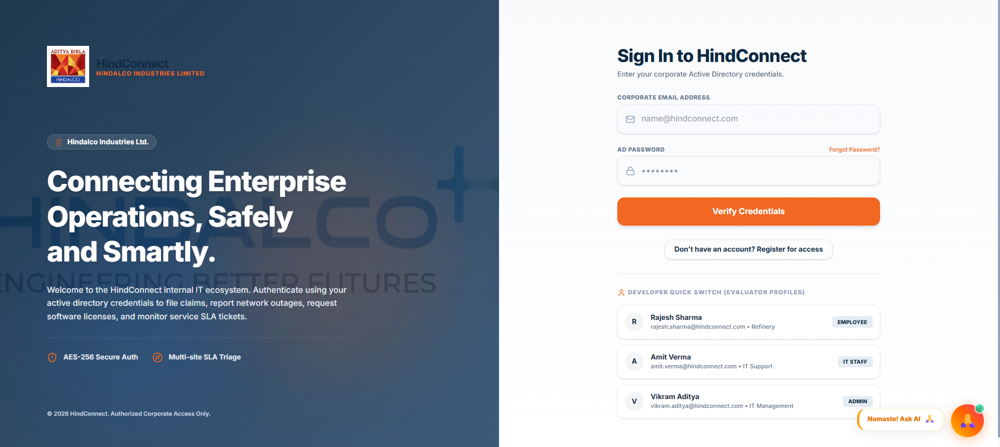 ADITYA BIRLA
HINDALCO
HindConnect
HINDALCO INDUSTRIES LIMITED
Hindalco Industries Ltd.
Connecting Enterprise
Operations, Safely
and Smartly.
HINDALCO
ENGINEERING BETTER FUTURES
Welcome to the HindConnect internal IT ecosystem. Authenticate using your
active directory credentials to file claims, report network outages, request
software licenses, and monitor service SLA tickets.
AES-256 Secure Auth
Multi-site SLA Triage
© 2026 HindConnect. Authorized Corporate Access Only.
Sign In to HindConnect
Enter your corporate Active Directory credentials.
CORPORATE EMAIL ADDRESS
name@hindconnect.com
AD PASSWORD
Forgot Password?
••••••••
Verify Credentials
Don't have an account? Register for access
DEVELOPER QUICK SWITCH (EVALUATOR PROFILES)
R
Rajesh Sharma
rajesh.sharma@hindconnect.com • Refinery
EMPLOYEE
A
Amit Verma
amit.verma@hindconnect.com • IT Support
IT STAFF
V
Vikram Aditya
vikram.aditya@hindconnect.com • IT Management
ADMIN
Namaste! Ask AI 🙏